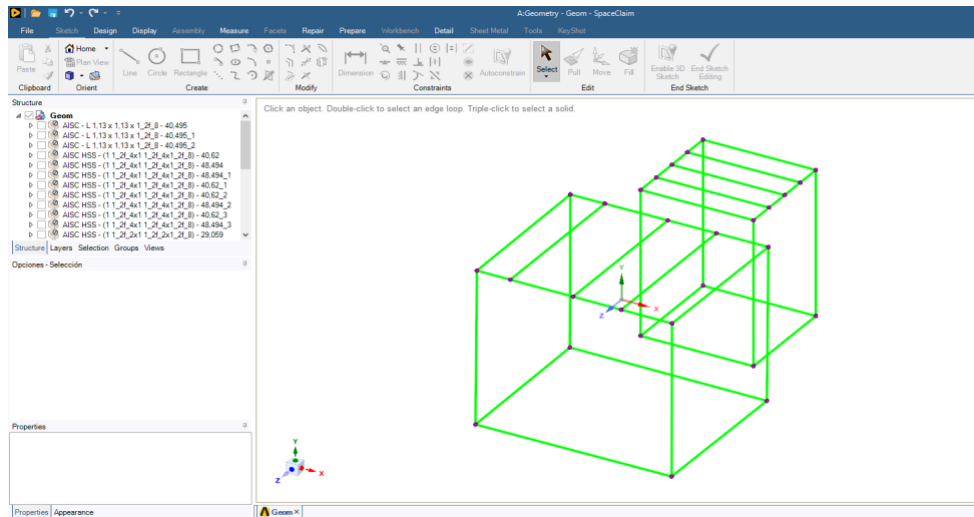 A:Geometry - Geom - SpaceClaim
File Sketch Design Display Assembly Measure Facets Repair Prepare Workbench Detail Sheet Metal Tools KeyShot
Paste
Home
Plan View
Line Circle Rectangle
Dimension
Autoconstrain
Select Pull Move Fill
Enable 3D Sketch
End Sketch Editing
Clipboard Orient Create Modify Constraints Edit End Sketch
Structure
Click an object. Double-click to select an edge loop. Triple-click to select a solid.
Geom
AISC - L 1,13 x 1,13 x 1_2f_8 - 40,495
AISC - L 1,13 x 1,13 x 1_2f_8 - 40,495_1
AISC - L 1,13 x 1,13 x 1_2f_8 - 40,495_2
AISC HSS - (1 1_2f_4x1 1_2f_4x1_2f_8) - 40,62
AISC HSS - (1 1_2f_4x1 1_2f_4x1_2f_8) - 48,494
AISC HSS - (1 1_2f_4x1 1_2f_4x1_2f_8) - 48,494_1
AISC HSS - (1 1_2f_4x1 1_2f_4x1_2f_8) - 40,62_1
AISC HSS - (1 1_2f_4x1 1_2f_4x1_2f_8) - 40,62_2
AISC HSS - (1 1_2f_4x1 1_2f_4x1_2f_8) - 48,494_2
AISC HSS - (1 1_2f_4x1 1_2f_4x1_2f_8) - 40,62_3
AISC HSS - (1 1_2f_4x1 1_2f_4x1_2f_8) - 48,494_3
AISC HSS - (1 1_2f_2x1 1_2f_2x1_2f_8) - 29,059
Structure Layers Selection Groups Views
Opciones - Selección
Y
X
Z
Properties
Y
X
Z
Properties Appearance
Geom